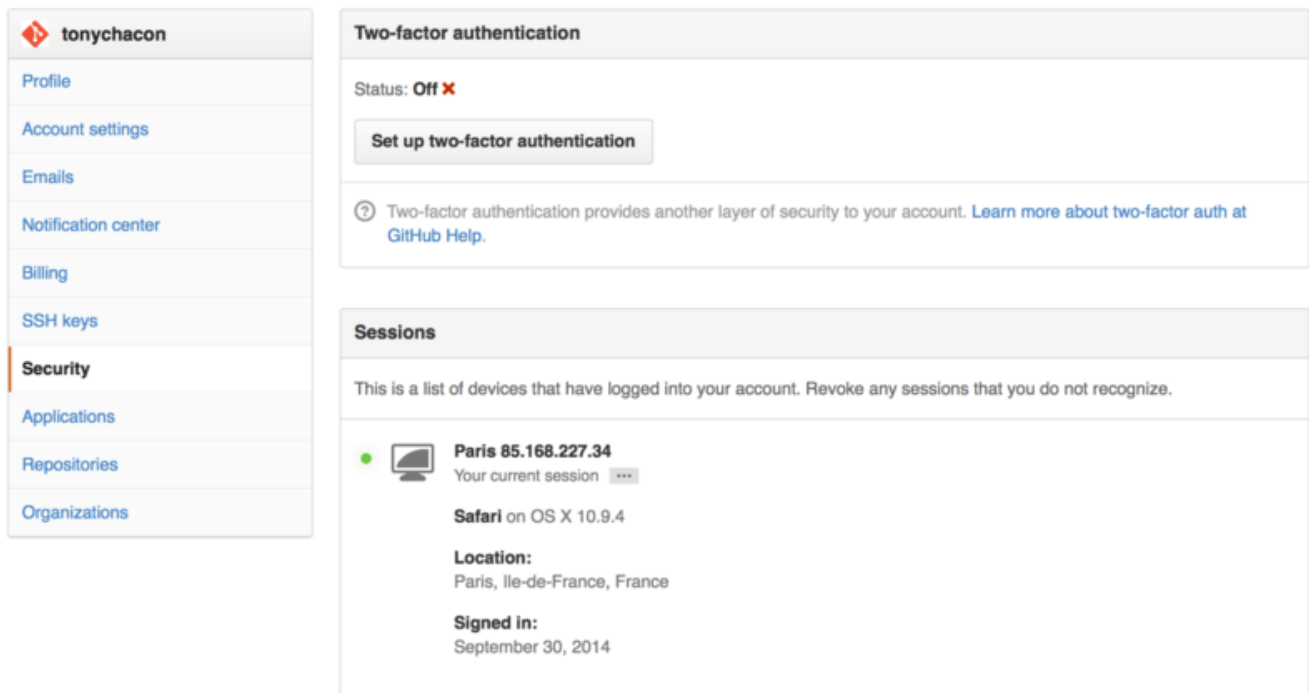 tonychacon
Profile
Account settings
Emails
Notification center
Billing
SSH keys
Security
Applications
Repositories
Organizations
Two-factor authentication
Status: Off ✖
Set up two-factor authentication
Two-factor authentication provides another layer of security to your account. Learn more about two-factor auth at
GitHub Help.
Sessions
This is a list of devices that have logged into your account. Revoke any sessions that you do not recognize.
Paris 85.168.227.34
Your current session ···
Safari on OS X 10.9.4
Location:
Paris, Ile-de-France, France
Signed in:
September 30, 2014